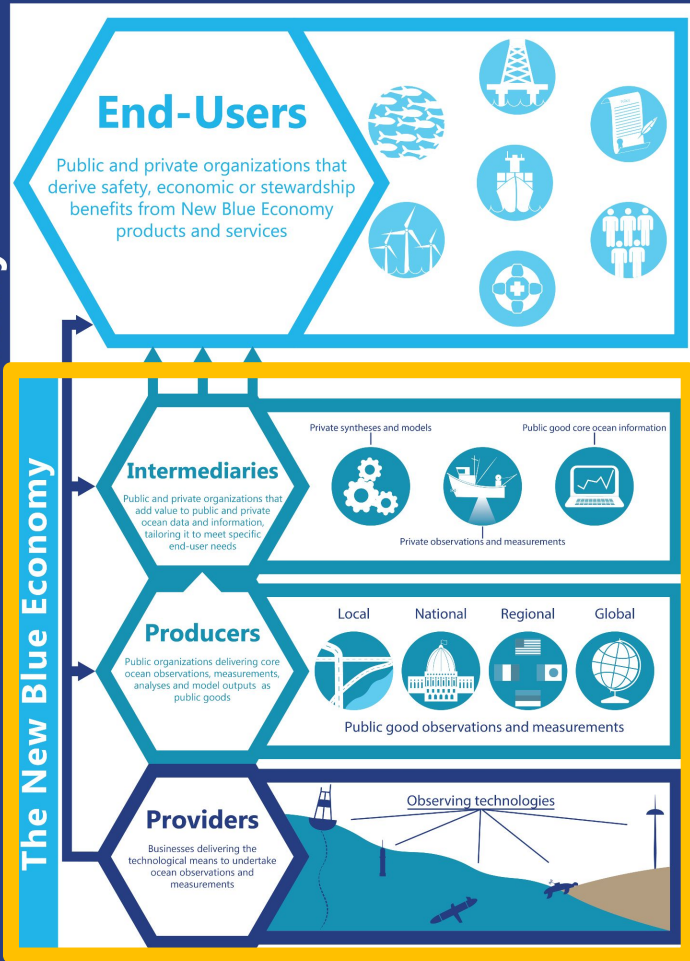 End-Users
Public and private organizations that
derive safety, economic or stewardship
benefits from New Blue Economy
products and services
The New Blue Economy
Intermediaries
Public and private organizations that
add value to public and private
ocean data and information,
tailoring it to meet specific
end-user needs
Private syntheses and models
Public good core ocean information
Private observations and measurements
Producers
Public organizations delivering core
ocean observations, measurements,
analyses and model outputs as
public goods
Local
National
Regional
Global
Public good observations and measurements
Providers
Businesses delivering the
technological means to undertake
ocean observations and
measurements
Observing technologies